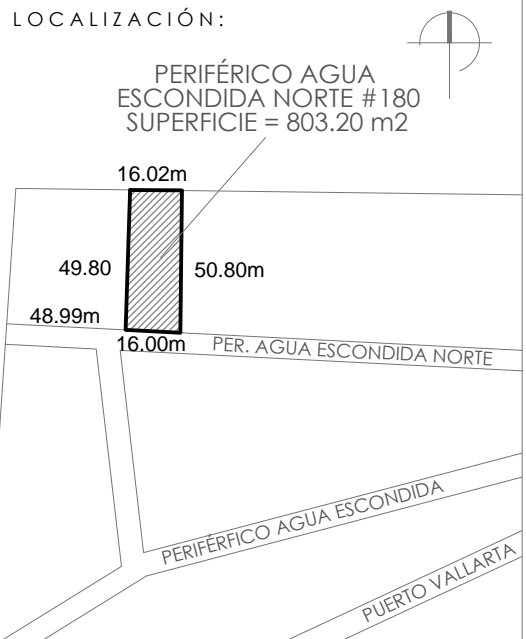 LOCALIZACIÓN:
PERIFÉRICO AGUA
ESCONDIDA NORTE #180
SUPERFICIE = 803.20 m2
16.02m
49.80
50.80m
48.99m
16.00m
PER. AGUA ESCONDIDA NORTE
PERIFÉRFICO AGUA ESCONDIDA
PUERTO VALLARTA